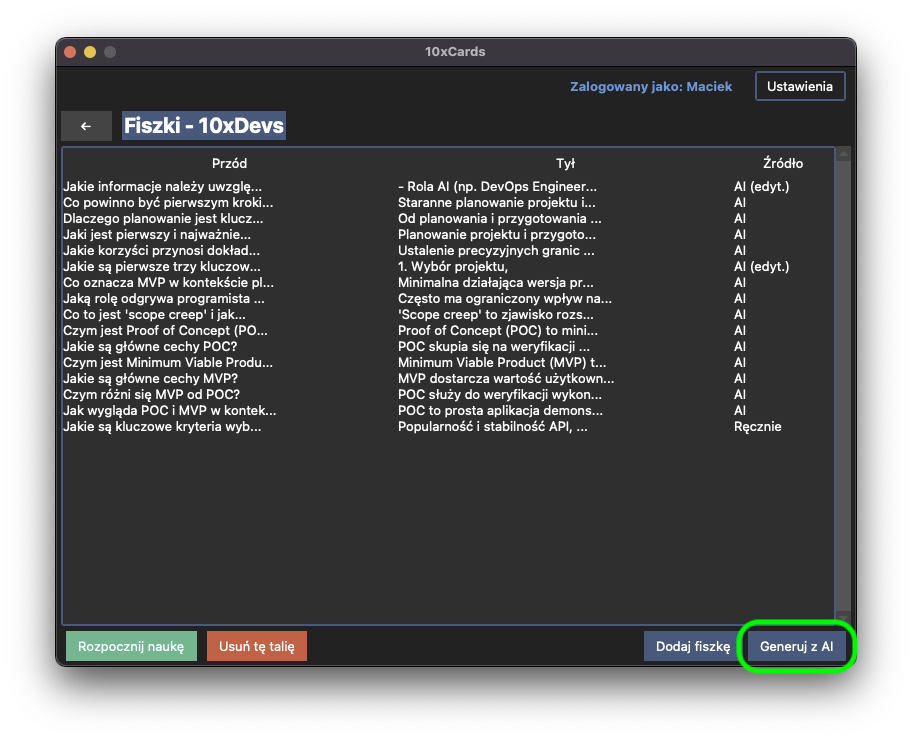 10xCards
Zalogowany jako: Maciek Ustawienia
← Fiszki - 10xDevs
Przód Tył Źródło
Jakie informacje należy uwzglę... - Rola AI (np. DevOps Engineer... AI (edyt.)
Co powinno być pierwszym kroki... Staranne planowanie projektu i... AI
Dlaczego planowanie jest klucz... Od planowania i przygotowania ... AI
Jaki jest pierwszy i najważnie... Planowanie projektu i przygoto... AI
Jakie korzyści przynosi dokład... Ustalenie precyzyjnych granic ... AI
Jakie są pierwsze trzy kluczow... 1. Wybór projektu, AI (edyt.)
Co oznacza MVP w kontekście pl... Minimalna działająca wersja pr... AI
Jaką rolę odgrywa programista ... Często ma ograniczony wpływ na... AI
Co to jest 'scope creep' i jak... 'Scope creep' to zjawisko rozs... AI
Czym jest Proof of Concept (PO... Proof of Concept (POC) to mini... AI
Jakie są główne cechy POC? POC skupia się na weryfikacji ... AI
Czym jest Minimum Viable Produ... Minimum Viable Product (MVP) t... AI
Jakie są główne cechy MVP? MVP dostarcza wartość użytkown... AI
Czym różni się MVP od POC? POC służy do weryfikacji wykon... AI
Jak wygląda POC i MVP w kontek... POC to prosta aplikacja demons... AI
Jakie są kluczowe kryteria wyb... Popularność i stabilność API, ... Ręcznie
Rozpocznij naukę Usuń tę talię Dodaj fiszkę Generuj z AI